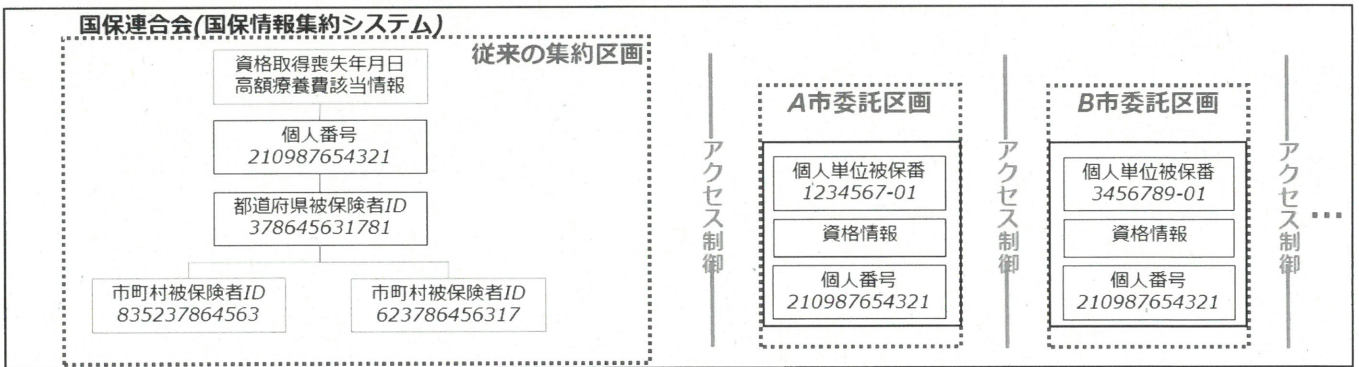 国保連合会(国保情報集約システム)
従来の集約区画
資格取得喪失年月日
高額療養費該当情報
個人番号
210987654321
都道府県被保険者ID
378645631781
市町村被保険者ID
835237864563
市町村被保険者ID
623786456317
アクセス制御
A市委託区画
個人単位被保番
1234567-01
資格情報
個人番号
210987654321
アクセス制御
B市委託区画
個人単位被保番
3456789-01
資格情報
個人番号
210987654321
アクセス制御
…